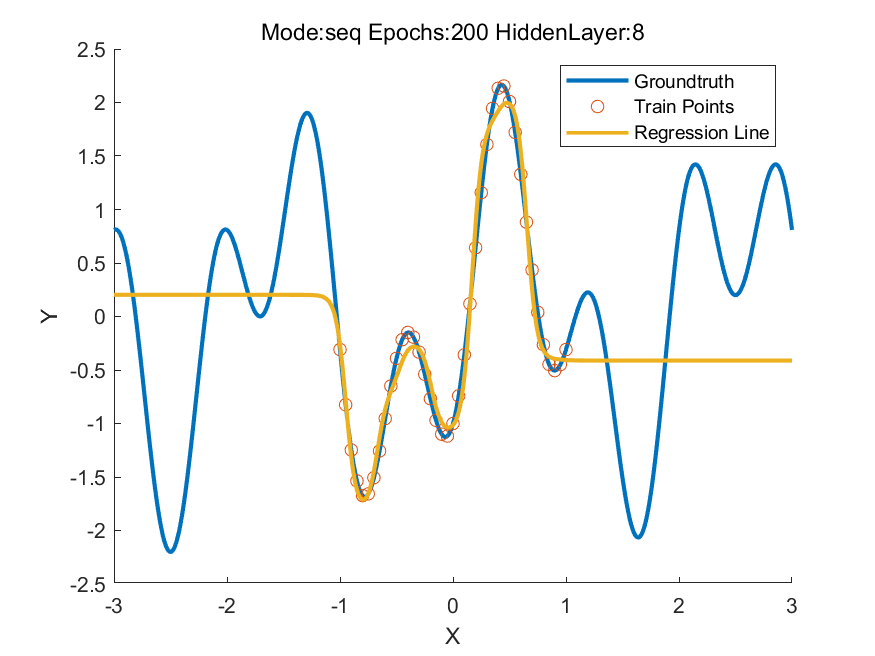 Mode:seq Epochs:200 HiddenLayer:8
Groundtruth
Train Points
Regression Line
2.5
2
1.5
1
0.5
0
-0.5
-1
-1.5
-2
-2.5
Y
-3 -2 -1 0 1 2 3
X